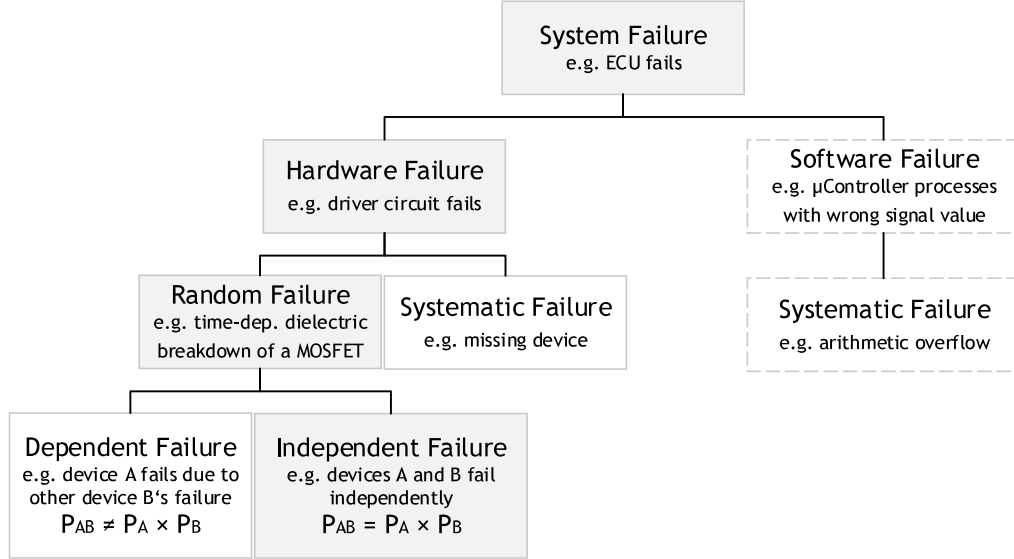 System Failure
e.g. ECU fails
Hardware Failure
e.g. driver circuit fails
Software Failure
e.g. µController processes
with wrong signal value
Random Failure
e.g. time-dep. dielectric
breakdown of a MOSFET
Systematic Failure
e.g. missing device
Systematic Failure
e.g. arithmetic overflow
Dependent Failure
e.g. device A fails due to
other device B‘s failure
PAB ≠ PA × PB
Independent Failure
e.g. devices A and B fail
independently
PAB = PA × PB